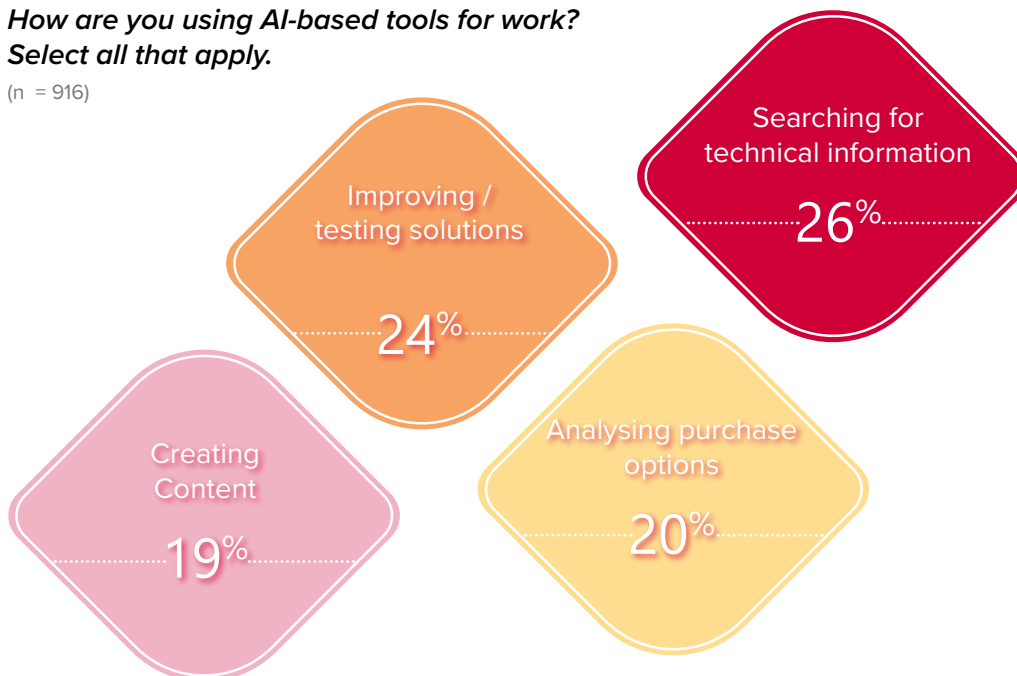 How are you using AI-based tools for work?
Select all that apply.
(n = 916)
Searching for
technical information
26%
Improving /
testing solutions
24%
Analysing purchase
options
20%
Creating
Content
19%